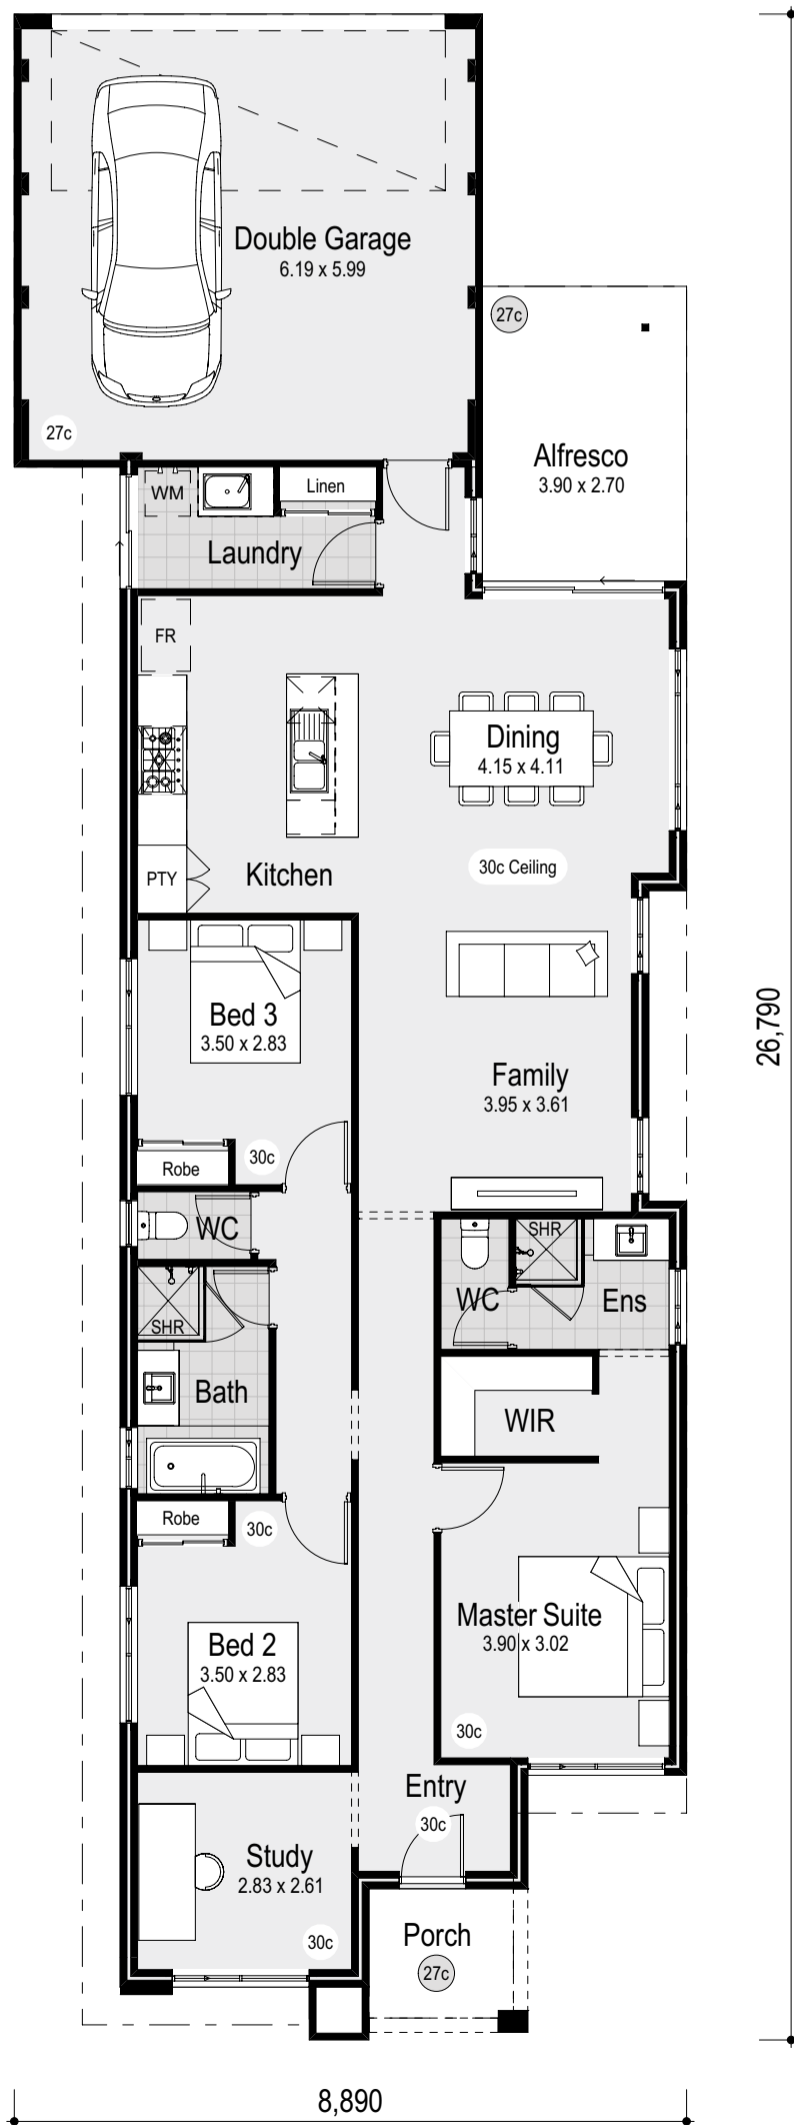 Double Garage
6.19 x 5.99
27c
27c
Alfresco
3.90 x 2.70
WM
Linen
Laundry
FR
Dining
4.15 x 4.11
PTY
Kitchen
30c Ceiling
Bed 3
3.50 x 2.83
Family
3.95 x 3.61
Robe
30c
WC
SHR
WC
SHR
Ens
Bath
WIR
Robe
30c
Master Suite
3.90 x 3.02
Bed 2
3.50 x 2.83
30c
Entry
30c
Study
2.83 x 2.61
30c
Porch
27c
26,790
8,890